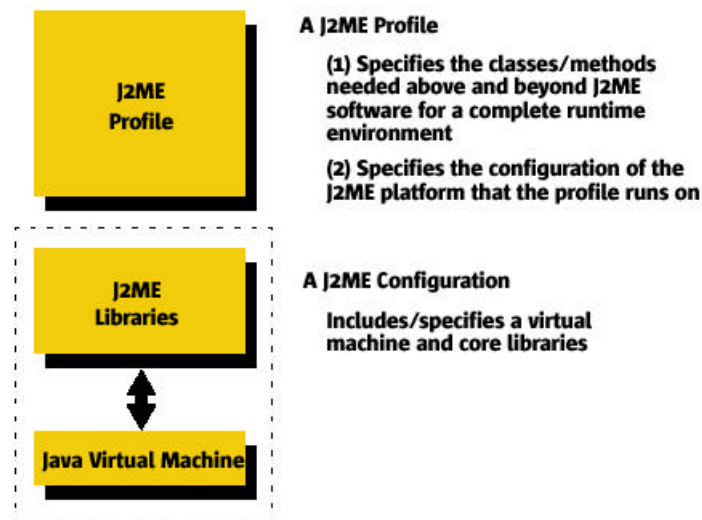 J2ME
Profile
A J2ME Profile
(1) Specifies the classes/methods
needed above and beyond J2ME
software for a complete runtime
environment
(2) Specifies the configuration of the
J2ME platform that the profile runs on
J2ME
Libraries
A J2ME Configuration
Includes/specifies a virtual
machine and core libraries
Java Virtual Machine